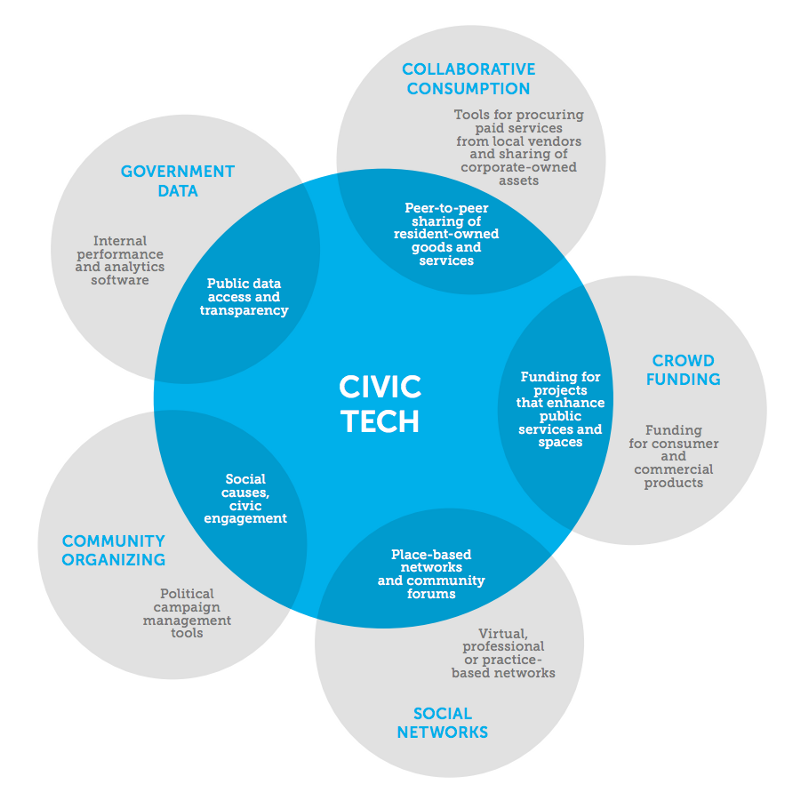 COLLABORATIVE
CONSUMPTION
Tools for procuring
paid services
from local vendors
and sharing of
corporate-owned
assets
Peer-to-peer
sharing of
resident-owned
goods and
services
GOVERNMENT
DATA
Internal
performance
and analytics
software
Public data
access and
transparency
CIVIC
TECH
CROWD
FUNDING
Funding for
projects
that enhance
public
services and
spaces
Funding
for consumer
and
commercial
products
Social
causes,
civic
engagement
COMMUNITY
ORGANIZING
Political
campaign
management
tools
Place-based
networks
and community
forums
Virtual,
professional
or practice-
based networks
SOCIAL
NETWORKS